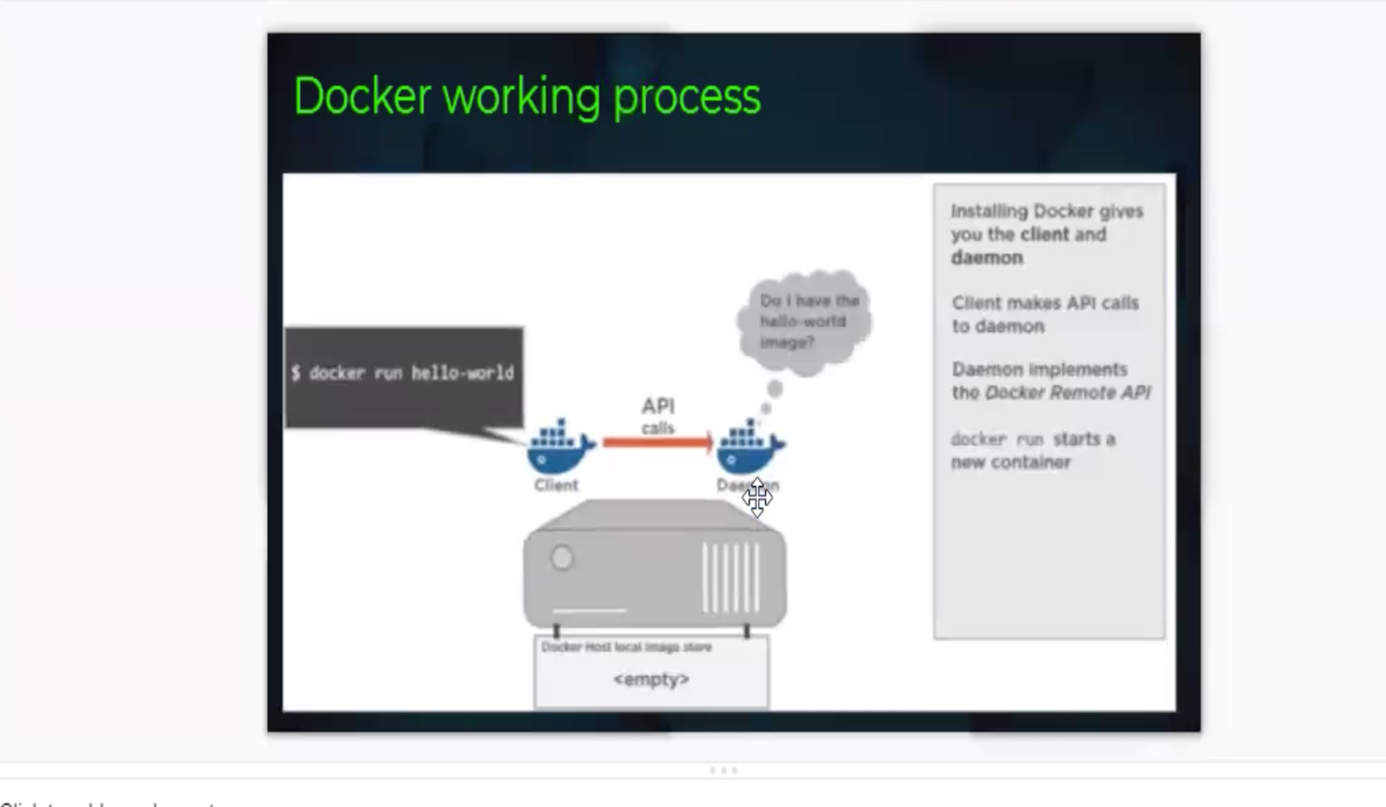 Docker working process
Installing Docker gives
you the client and
daemon
Client makes API calls
to daemon
Daemon implements
the Docker Remote API
docker run starts a
new container
Do I have the
hello-world
image?
$ docker run hello-world
API
calls
Client
Daemon
Docker Host local image store
<empty>